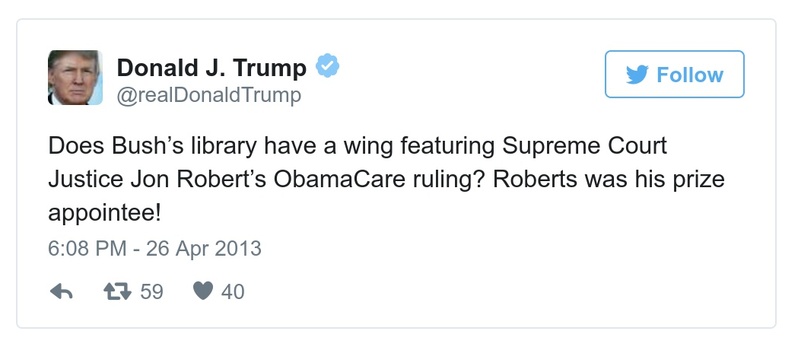 Donald J. Trump
@realDonaldTrump
Follow
Does Bush’s library have a wing featuring Supreme Court
Justice Jon Robert’s ObamaCare ruling? Roberts was his prize
appointee!
6:08 PM - 26 Apr 2013
59 40